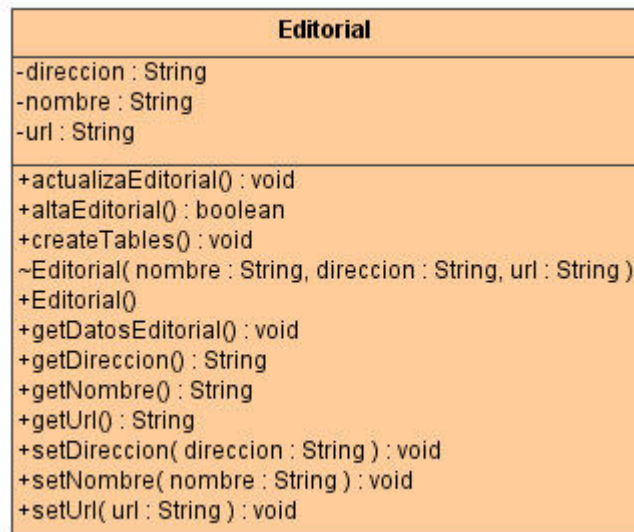 Editorial
-direccion : String
-nombre : String
-url : String
+actualizaEditorial() : void
+altaEditorial() : boolean
+createTables() : void
~Editorial( nombre : String, direccion : String, url : String )
+Editorial()
+getDatosEditorial() : void
+getDireccion() : String
+getNombre() : String
+getUrl() : String
+setDireccion( direccion : String ) : void
+setNombre( nombre : String ) : void
+setUrl( url : String ) : void